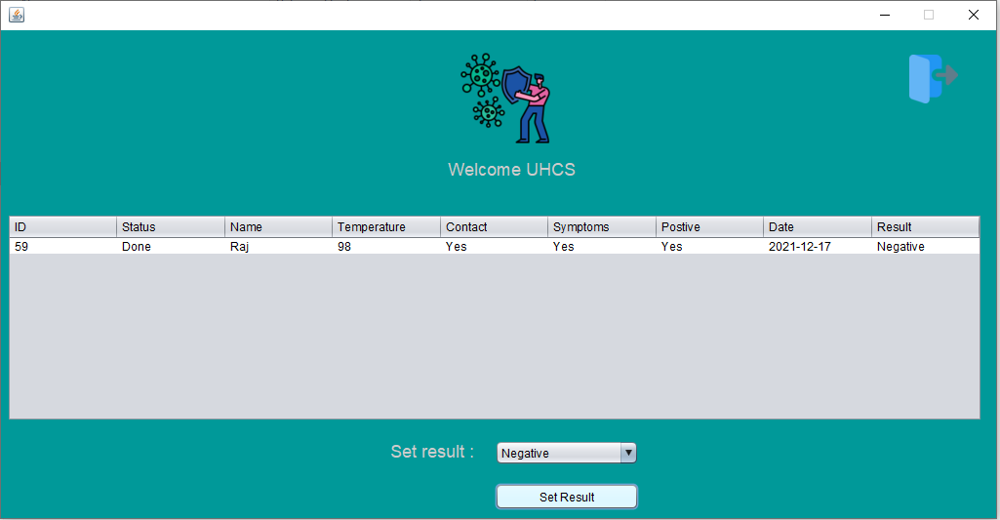 Welcome UHCS
ID Status Name Temperature Contact Symptoms Postive Date Result
59 Done Raj 98 Yes Yes Yes 2021-12-17 Negative
Set result : Negative
Set Result